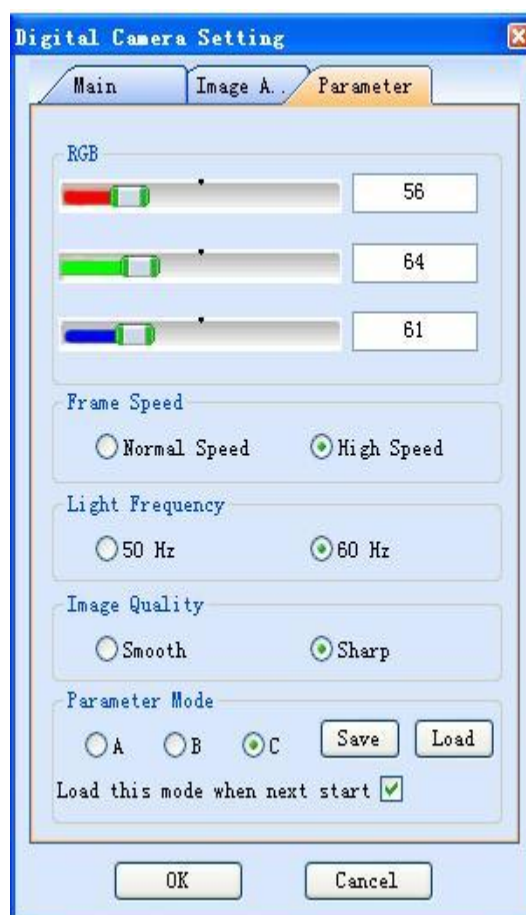 Digital Camera Setting
Main Image A.. Parameter
RGB
56
64
61
Frame Speed
Normal Speed High Speed
Light Frequency
50 Hz 60 Hz
Image Quality
Smooth Sharp
Parameter Mode
A B C Save Load
Load this mode when next start
OK Cancel